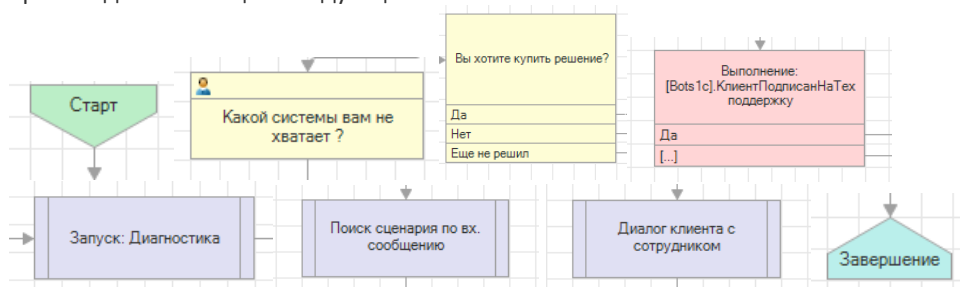 Старт
Какой системы вам не
хватает ?
Вы хотите купить решение?
Да
Нет
Еще не решил
Выполнение:
[Bots1c].КлиентПодписанНаТех
поддержку
Да
[...]
Запуск: Диагностика
Поиск сценария по вх.
сообщению
Диалог клиента с
сотрудником
Завершение